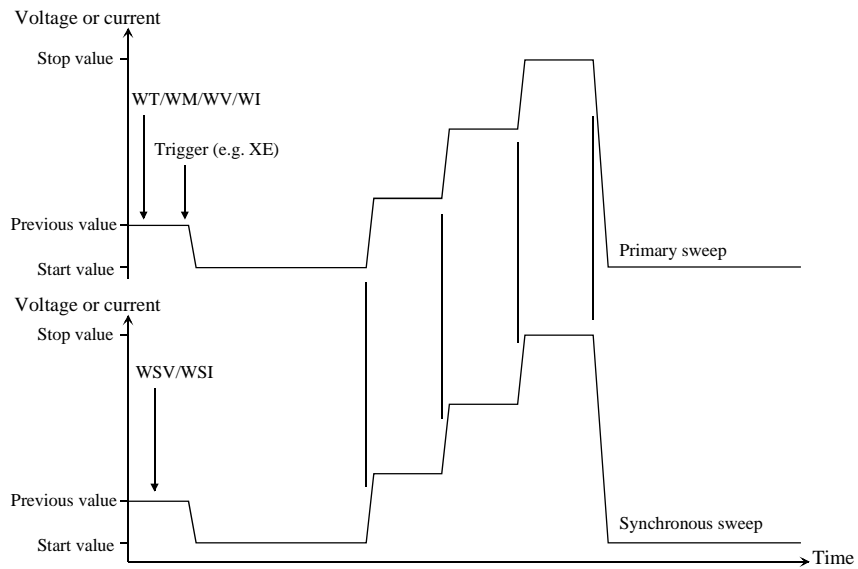 Voltage or current
Stop value
WT/WM/WV/WI
Trigger (e.g. XE)
Previous value
Start value
Primary sweep
Voltage or current
Stop value
WSV/WSI
Previous value
Start value
Synchronous sweep
Time